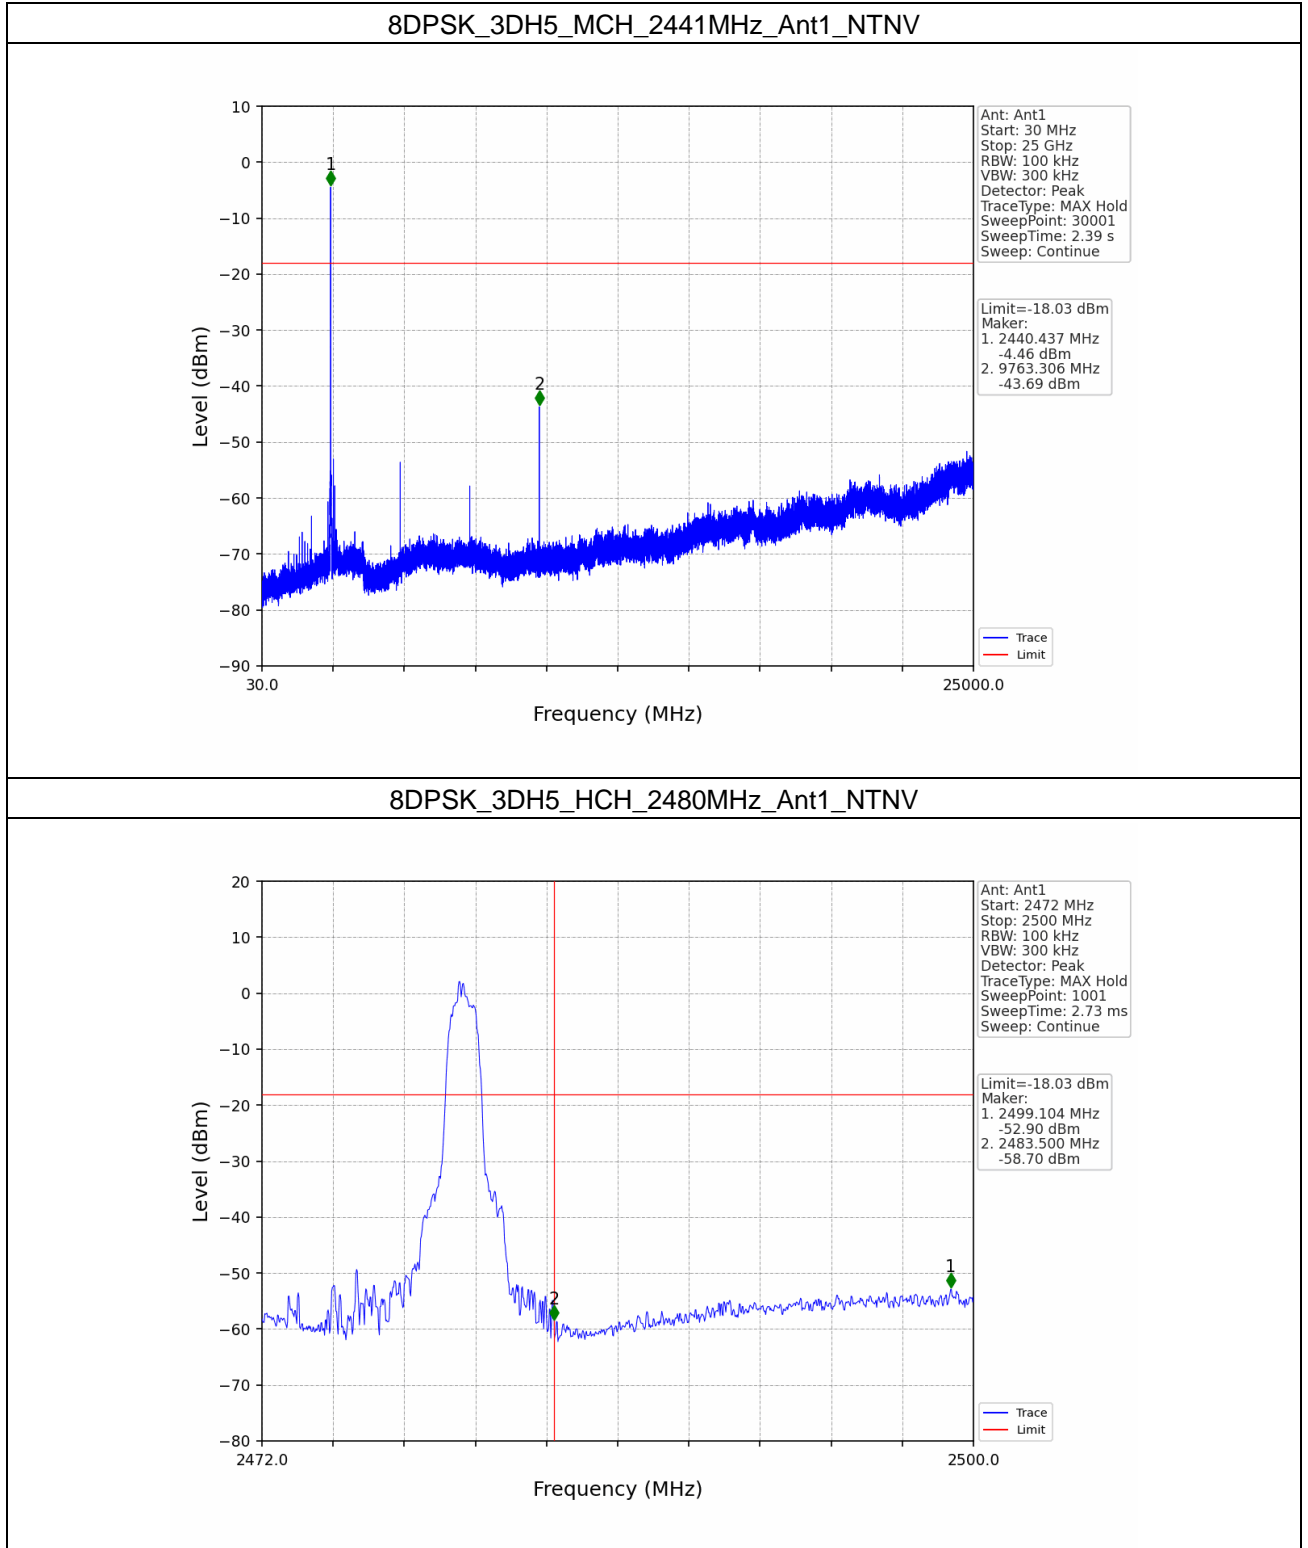 8DPSK_3DH5_MCH_2441MHz_Ant1_NTNV
10
0
−10
−20
−30
−40
−50
−60
−70
−80
−90
Level (dBm)
1
2
30.0
25000.0
Frequency (MHz)
Ant: Ant1
Start: 30 MHz
Stop: 25 GHz
RBW: 100 kHz
VBW: 300 kHz
Detector: Peak
TraceType: MAX Hold
SweepPoint: 30001
SweepTime: 2.39 s
Sweep: Continue
Limit=-18.03 dBm
Maker:
1. 2440.437 MHz
-4.46 dBm
2. 9763.306 MHz
-43.69 dBm
Trace
Limit
8DPSK_3DH5_HCH_2480MHz_Ant1_NTNV
20
10
0
−10
−20
−30
−40
−50
−60
−70
−80
Level (dBm)
2
1
2472.0
2500.0
Frequency (MHz)
Ant: Ant1
Start: 2472 MHz
Stop: 2500 MHz
RBW: 100 kHz
VBW: 300 kHz
Detector: Peak
TraceType: MAX Hold
SweepPoint: 1001
SweepTime: 2.73 ms
Sweep: Continue
Limit=-18.03 dBm
Maker:
1. 2499.104 MHz
-52.90 dBm
2. 2483.500 MHz
-58.70 dBm
Trace
Limit